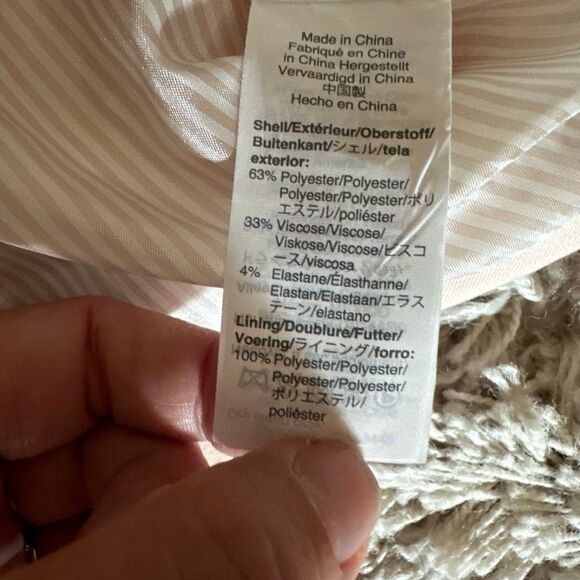 Made in China
Fabriqué en Chine
in China Hergestellt
Vervaardigd in China
中国製
Hecho en China
Shell/Extérieur/Oberstoff/
Buitenkant/シェル/tela
exterior:
63% Polyester/Polyester/
Polyester/Polyester/ポリ
エステル/poliéster
33% Viscose/Viscose/
Viskose/Viscose/ビスコ
ース/viscosa
4% Elastane/Élasthanne/
Elastan/Elastaan/エラス
テーン/elastano
Lining/Doublure/Futter/
Voering/ライニング/forro:
100% Polyester/Polyester/
Polyester/Polyester/
ポリエステル/
poliéster